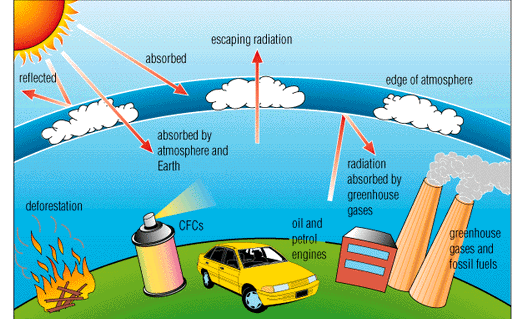 escaping radiation
absorbed
reflected
edge of atmosphere
absorbed by
atmosphere and
Earth
radiation
absorbed by
greenhouse
gases
deforestation
CFCs
oil and
petrol
engines
greenhouse
gases and
fossil fuels